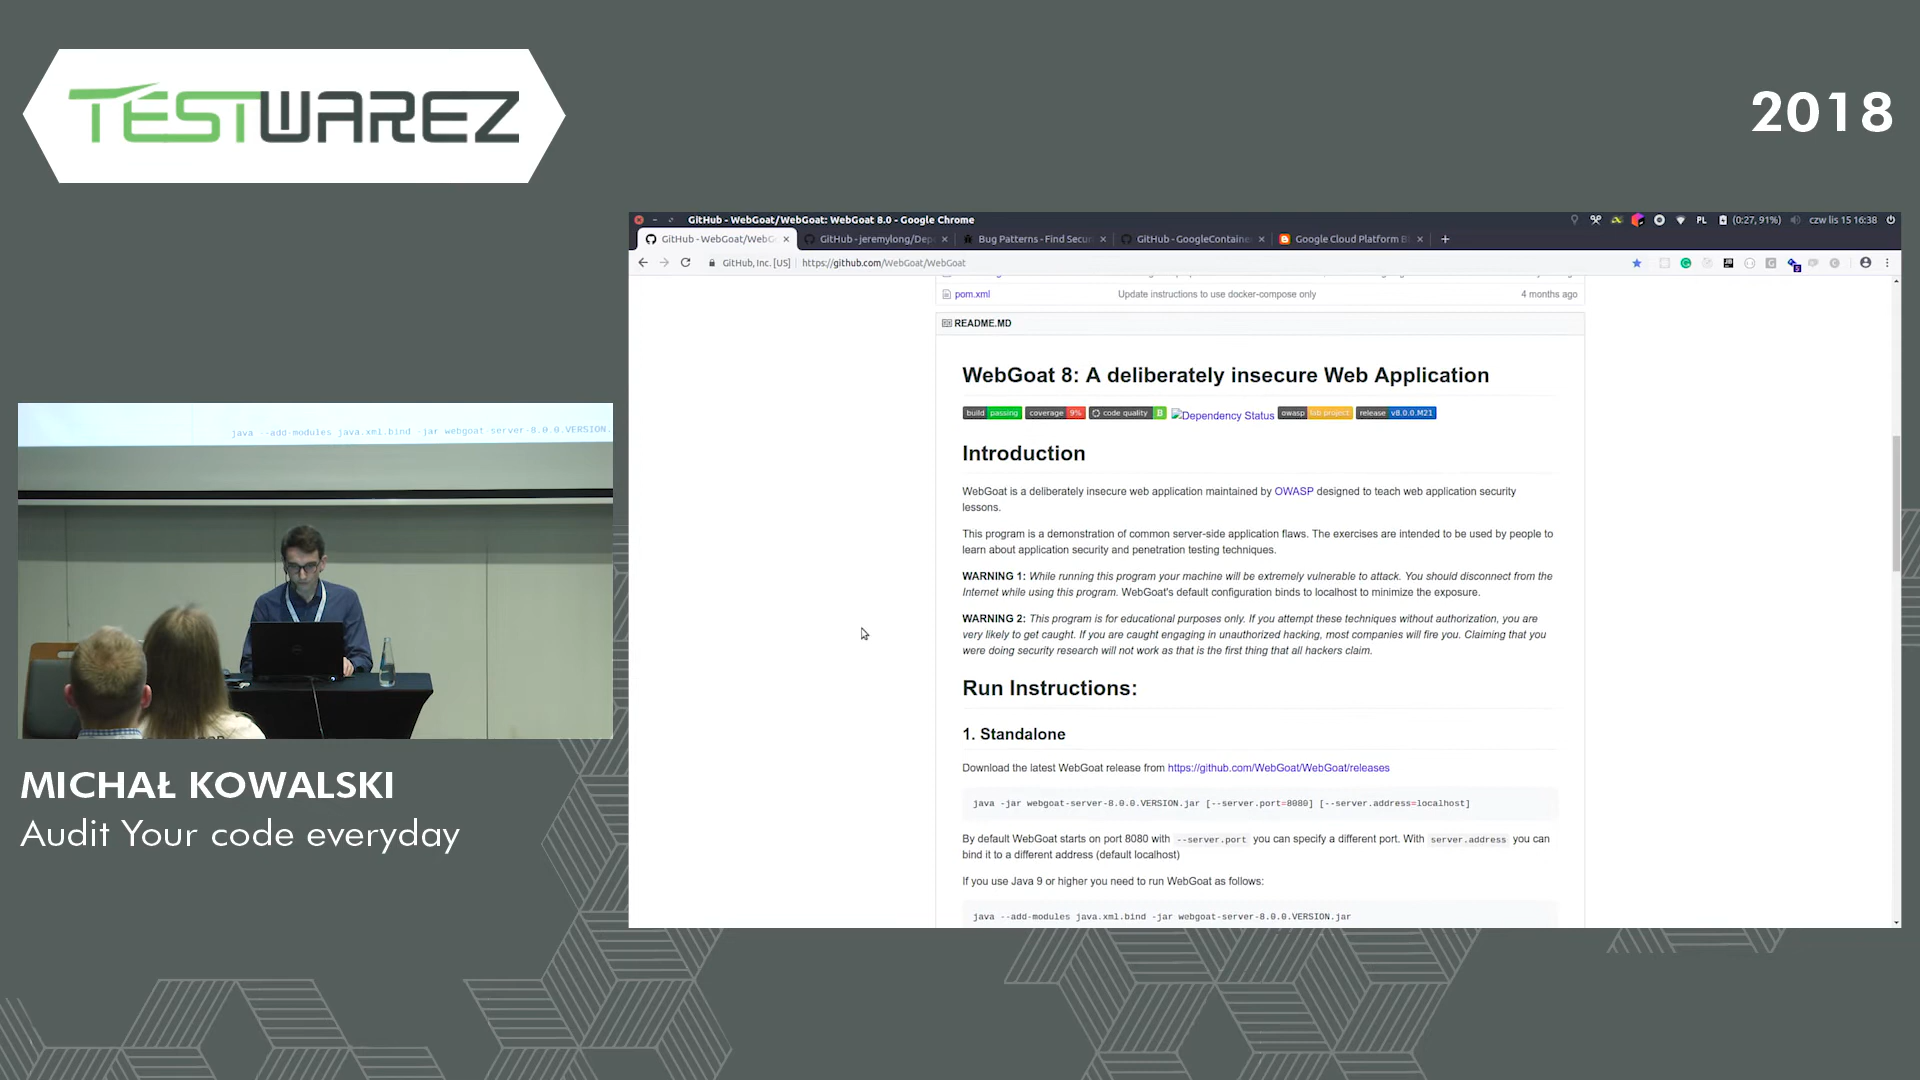 TESTWAREZ
2018
GitHub - WebGoat/WebGoat: WebGoat 8.0 - Google Chrome
PL (0:27, 91%) czw lis 15 16:38
GitHub - WebGoat/WebG
GitHub - jeremylong/Dep
Bug Patterns - Find Secur
GitHub - GoogleContaine
Google Cloud Platform B
GitHub, Inc. [US] https://github.com/WebGoat/WebGoat
pom.xml Update instructions to use docker-compose only 4 months ago
README.MD
WebGoat 8: A deliberately insecure Web Application
build passing coverage 9% code quality B Dependency Status owasp lab project release v8.0.0.M21
Introduction
WebGoat is a deliberately insecure web application maintained by OWASP designed to teach web application security
lessons.
This program is a demonstration of common server-side application flaws. The exercises are intended to be used by people to
learn about application security and penetration testing techniques.
WARNING 1: While running this program your machine will be extremely vulnerable to attack. You should disconnect from the
Internet while using this program. WebGoat's default configuration binds to localhost to minimize the exposure.
WARNING 2: This program is for educational purposes only. If you attempt these techniques without authorization, you are
very likely to get caught. If you are caught engaging in unauthorized hacking, most companies will fire you. Claiming that you
were doing security research will not work as that is the first thing that all hackers claim.
Run Instructions:
1. Standalone
Download the latest WebGoat release from https://github.com/WebGoat/WebGoat/releases
java -jar webgoat-server-8.0.0.VERSION.jar [--server.port=8080] [--server.address=localhost]
By default WebGoat starts on port 8080 with --server.port you can specify a different port. With server.address you can
bind it to a different address (default localhost)
If you use Java 9 or higher you need to run WebGoat as follows:
java --add-modules java.xml.bind -jar webgoat-server-8.0.0.VERSION.jar
java --add-modules java.xml.bind -jar webgoat-server-8.0.0.VERSION.
MICHAŁ KOWALSKI
Audit Your code everyday